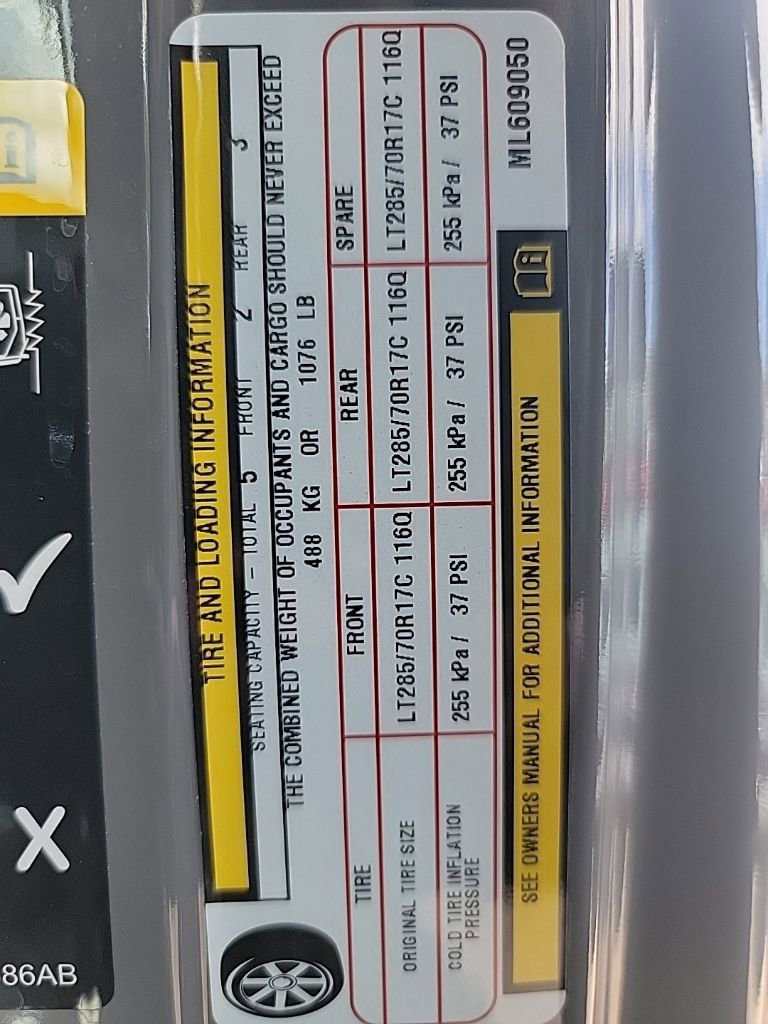 TIRE AND LOADING INFORMATION
SEATING CAPACITY - TOTAL 5 FRONT 2 REAR 3
THE COMBINED WEIGHT OF OCCUPANTS AND CARGO SHOULD NEVER EXCEED
488 KG OR 1076 LB
TIRE FRONT REAR SPARE
ORIGINAL TIRE SIZE LT285/70R17C 116Q LT285/70R17C 116Q LT285/70R17C 116Q
COLD TIRE INFLATION PRESSURE 255 kPa/ 37 PSI 255 kPa/ 37 PSI 255 kPa/ 37 PSI
SEE OWNERS MANUAL FOR ADDITIONAL INFORMATION
ML609050
86AB